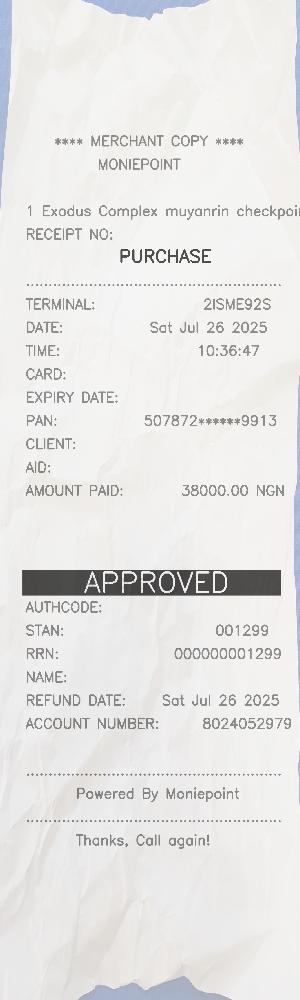 **** MERCHANT COPY ****
MONIEPOINT
1 Exodus Complex muyanrin checkpoi
RECEIPT NO:
PURCHASE
TERMINAL: 2ISME92S
DATE: Sat Jul 26 2025
TIME: 10:36:47
CARD:
EXPIRY DATE:
PAN: 507872******9913
CLIENT:
AID:
AMOUNT PAID: 38000.00 NGN
APPROVED
AUTHCODE:
STAN: 001299
RRN: 000000001299
NAME:
REFUND DATE: Sat Jul 26 2025
ACCOUNT NUMBER: 8024052979
Powered By Moniepoint
Thanks, Call again!